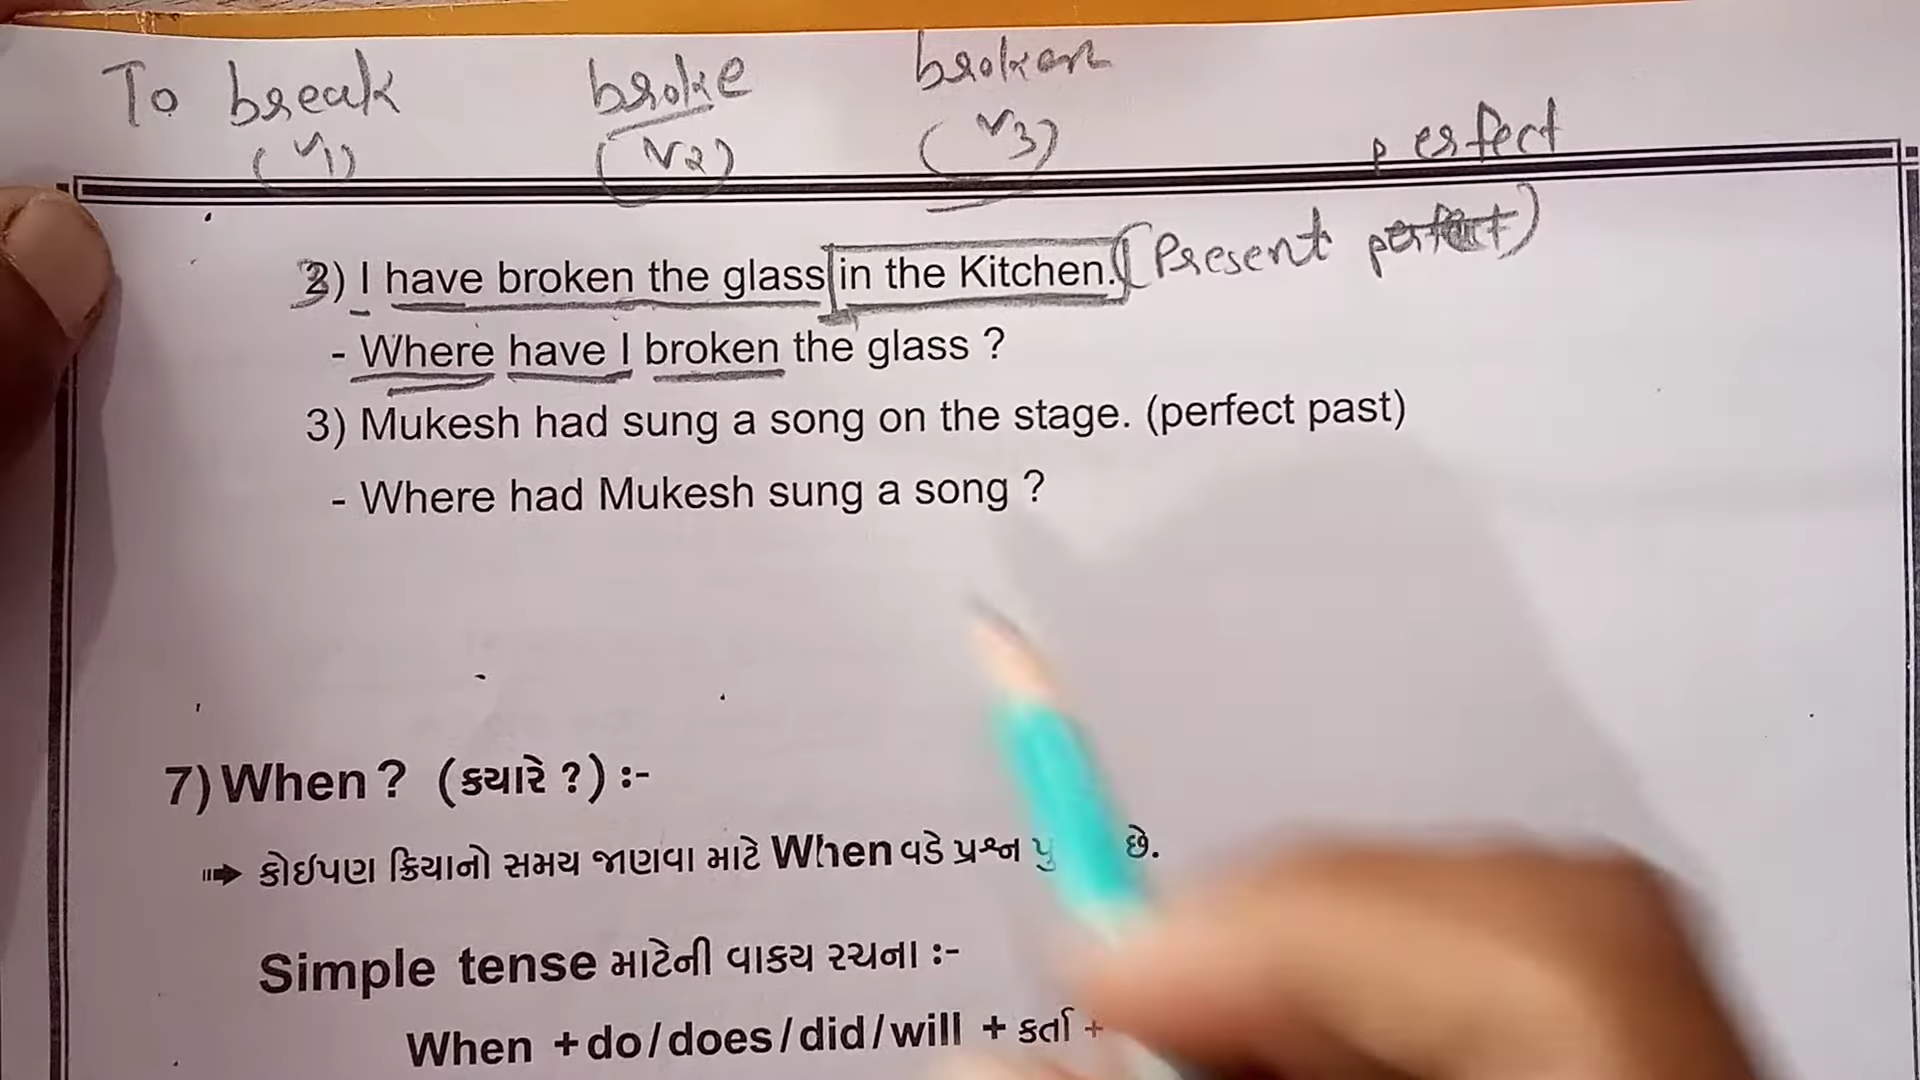 To break broke broken
(V1) (V2) (V3)
perfect
2) I have broken the glass in the Kitchen. (Present
- Where have I broken the glass ?
3) Mukesh had sung a song on the stage. (perfect past)
- Where had Mukesh sung a song ?
7) When ? (કયારે ?) :-
કોઈપણ ક્રિયાનો સમય જાણવા માટે When વડે પ્રશ્ન છે.
Simple tense માટેની વાકય રચના :-
When + do / does / did / will + કર્તા +